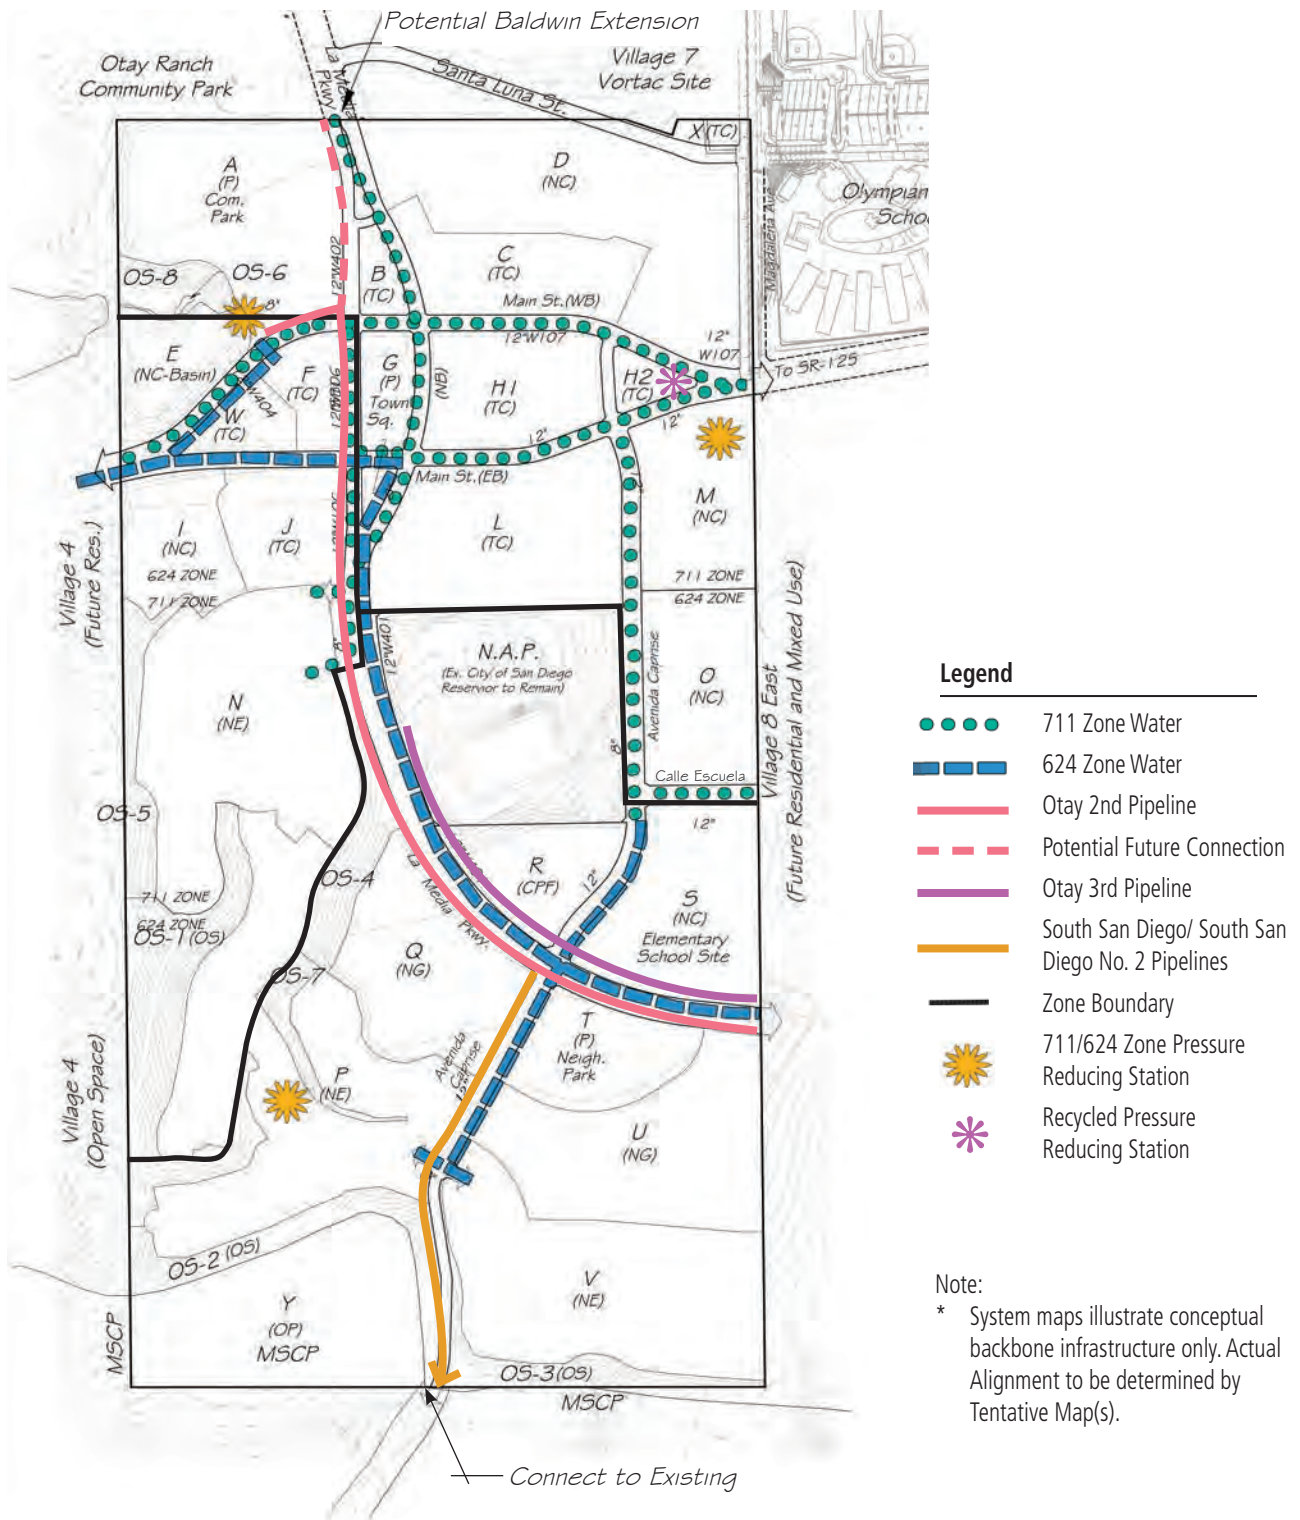 Potential Baldwin Extension
Otay Ranch
Community Park
La Media
Pkwy
Santa Luna St.
Village 7
Vortac Site
X (TC)
A
(P)
Com.
Park
D
(NC)
Magdalena Ave
Olympian
Schoo
OS-8
OS-6
8"
12"W402
B
(TC)
C
(TC)
Main St.(WB)
12"W107
12"
W107
To SR-125
E
(NC-Basin)
F
(TC)
W404
W
(TC)
G
(P)
Town
Sq.
(NB)
H1
(TC)
H2
(TC)
12"
12"
12"
Main St.(EB)
I
(NC)
J
(TC)
L
(TC)
M
(NC)
624 ZONE
711 ZONE
711 ZONE
624 ZONE
Village 4
(Future Res.)
8"
12"W401
N.A.P.
(Ex. City of San Diego
Reservior to Remain)
Avenida Caprise
8"
O
(NC)
Calle Escuela
12"
Village 8 East
(Future Residential and Mixed Use)
N
(NE)
OS-5
OS-4
711 ZONE
624 ZONE
OS-1 (OS)
OS-7
La Media Pkwy.
R
(CPF)
12"
S
(NC)
Elementary
School Site
Q
(NG)
T
(P)
Neigh.
Park
Avenida
Caprise
12"
P
(NE)
U
(NG)
Village 4
(Open Space)
OS-2 (OS)
V
(NE)
Y
(OP)
MSCP
MSCP
OS-3 (OS)
MSCP
Connect to Existing
Legend
711 Zone Water
624 Zone Water
Otay 2nd Pipeline
Potential Future Connection
Otay 3rd Pipeline
South San Diego/ South San
Diego No. 2 Pipelines
Zone Boundary
711/624 Zone Pressure
Reducing Station
Recycled Pressure
Reducing Station
Note:
* System maps illustrate conceptual
backbone infrastructure only. Actual
Alignment to be determined by
Tentative Map(s).